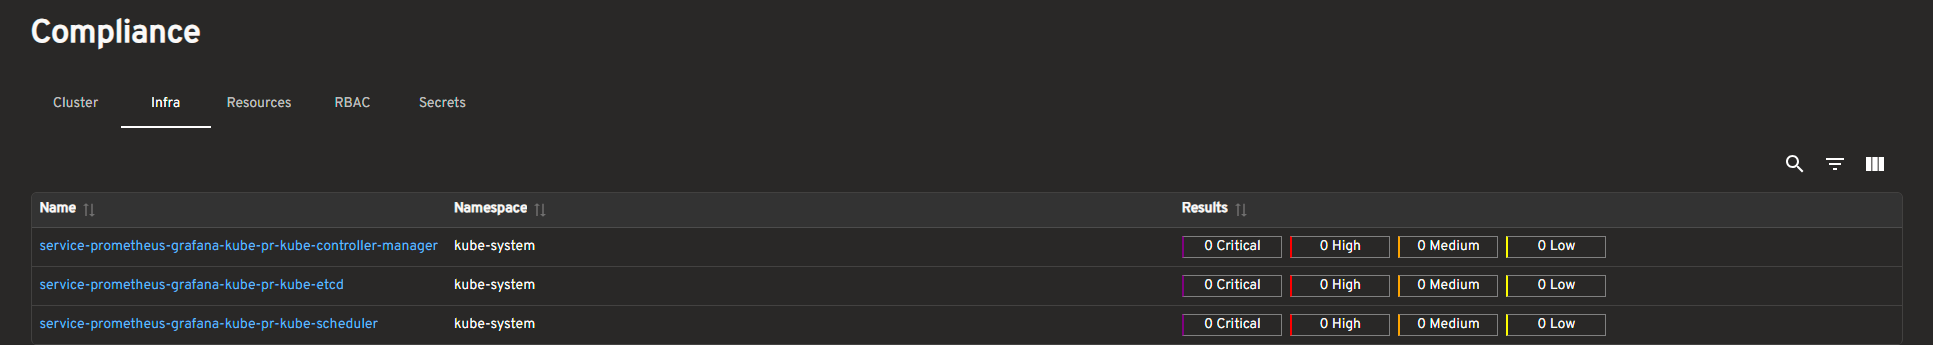 Compliance
Cluster Infra Resources RBAC Secrets
Name Namespace Results
service-prometheus-grafana-kube-pr-kube-controller-manager kube-system 0 Critical 0 High 0 Medium 0 Low
service-prometheus-grafana-kube-pr-kube-etcd kube-system 0 Critical 0 High 0 Medium 0 Low
service-prometheus-grafana-kube-pr-kube-scheduler kube-system 0 Critical 0 High 0 Medium 0 Low